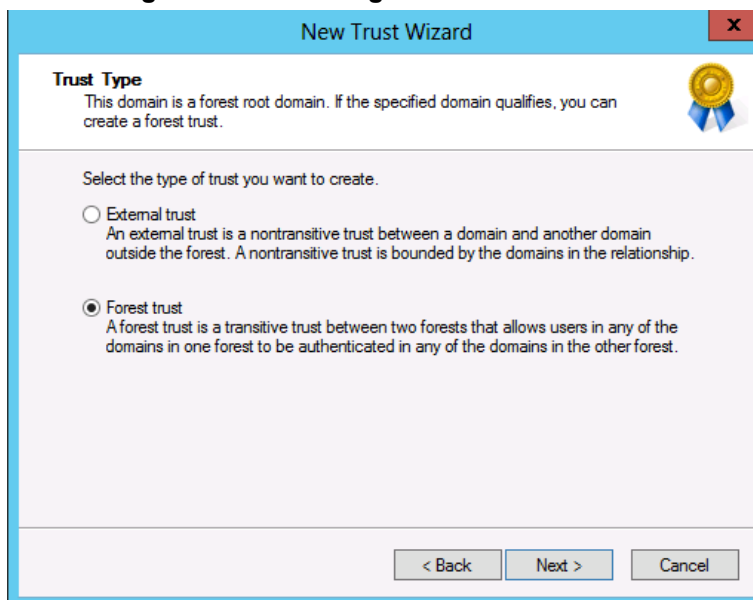 New Trust Wizard
x
Trust Type
This domain is a forest root domain. If the specified domain qualifies, you can
create a forest trust.
Select the type of trust you want to create.
External trust
An external trust is a nontransitive trust between a domain and another domain
outside the forest. A nontransitive trust is bounded by the domains in the relationship.
Forest trust
A forest trust is a transitive trust between two forests that allows users in any of the
domains in one forest to be authenticated in any of the domains in the other forest.
< Back Next > Cancel